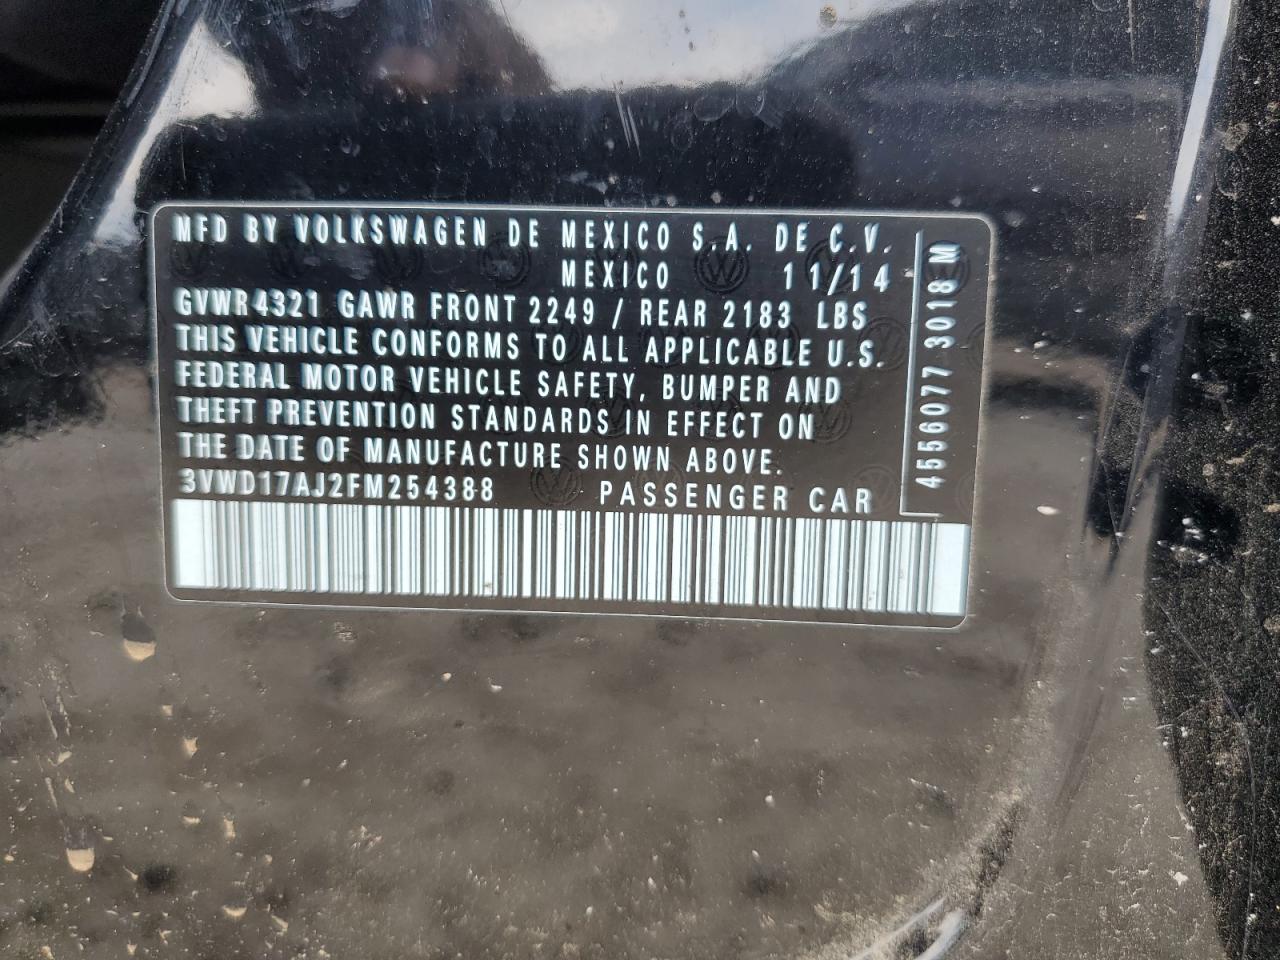 MFD BY VOLKSWAGEN DE MEXICO S.A. DE C.V.
MEXICO 11/14
GVWR 4321 GAWR FRONT 2249 / REAR 2183 LBS
THIS VEHICLE CONFORMS TO ALL APPLICABLE U.S.
FEDERAL MOTOR VEHICLE SAFETY, BUMPER AND
THEFT PREVENTION STANDARDS IN EFFECT ON
THE DATE OF MANUFACTURE SHOWN ABOVE.
3VWD17AJ2FM254388 PASSENGER CAR
4556077 3018 M